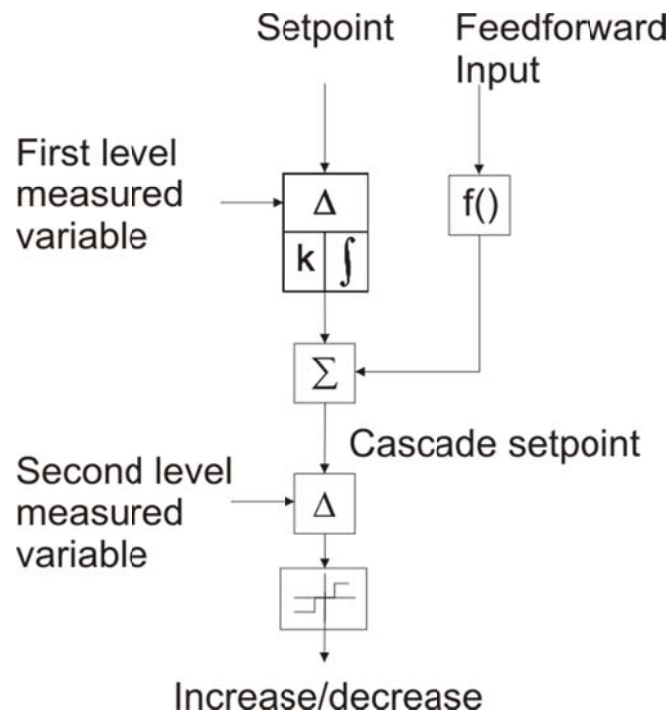 Setpoint
Feedforward
Input
First level
measured
variable
Δ
f()
k ∫
Σ
Cascade setpoint
Second level
measured
variable
Δ
Increase/decrease